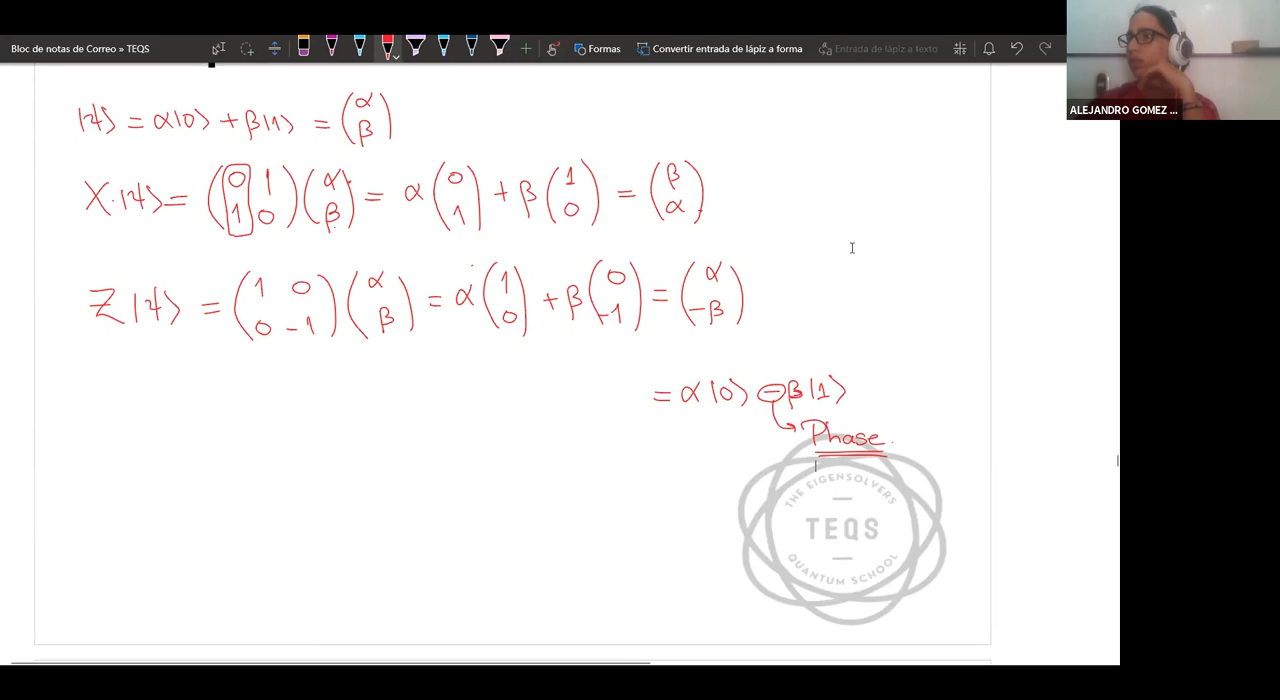 Bloc de notas de Correo » TEQS
Formas
Convertir entrada de lápiz a forma
Entrada de lápiz a texto
ALEJANDRO GOMEZ ...
|ψ⟩ = α|0⟩ + β|1⟩ = (α β)
X·|ψ⟩ = (0 1 1 0)(α β) = α(0 1) + β(1 0) = (β α)
Z|ψ⟩ = (1 0 0 -1)(α β) = α(1 0) + β(0 -1) = (α -β)
= α|0⟩ - β|1⟩
Phase.
THE EIGENSOLVERS
TEQS
QUANTUM SCHOOL